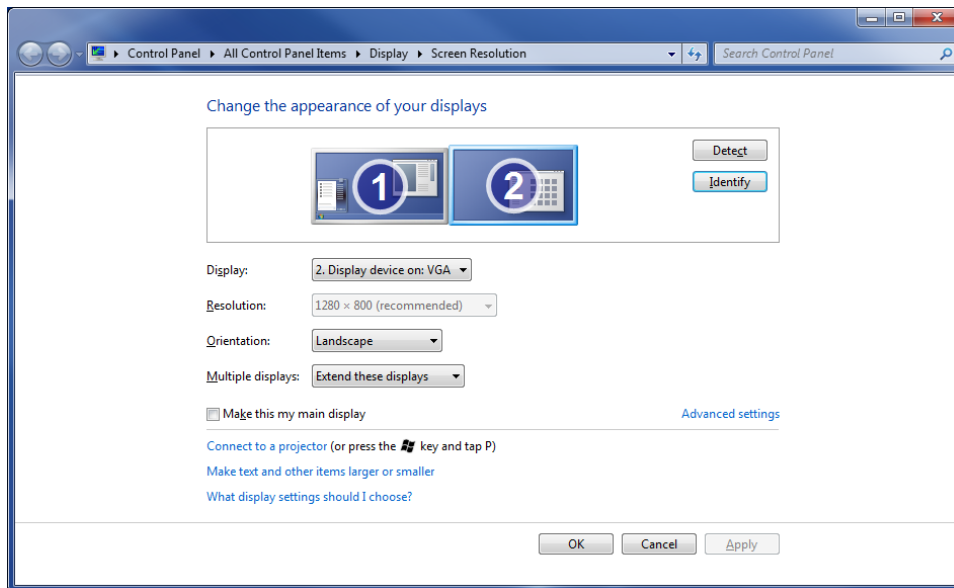 Control Panel ▸ All Control Panel Items ▸ Display ▸ Screen Resolution
Search Control Panel
Change the appearance of your displays
1
2
Detect
Identify
Display: 2. Display device on: VGA
Resolution: 1280 × 800 (recommended)
Orientation: Landscape
Multiple displays: Extend these displays
Make this my main display
Advanced settings
Connect to a projector (or press the key and tap P)
Make text and other items larger or smaller
What display settings should I choose?
OK Cancel Apply